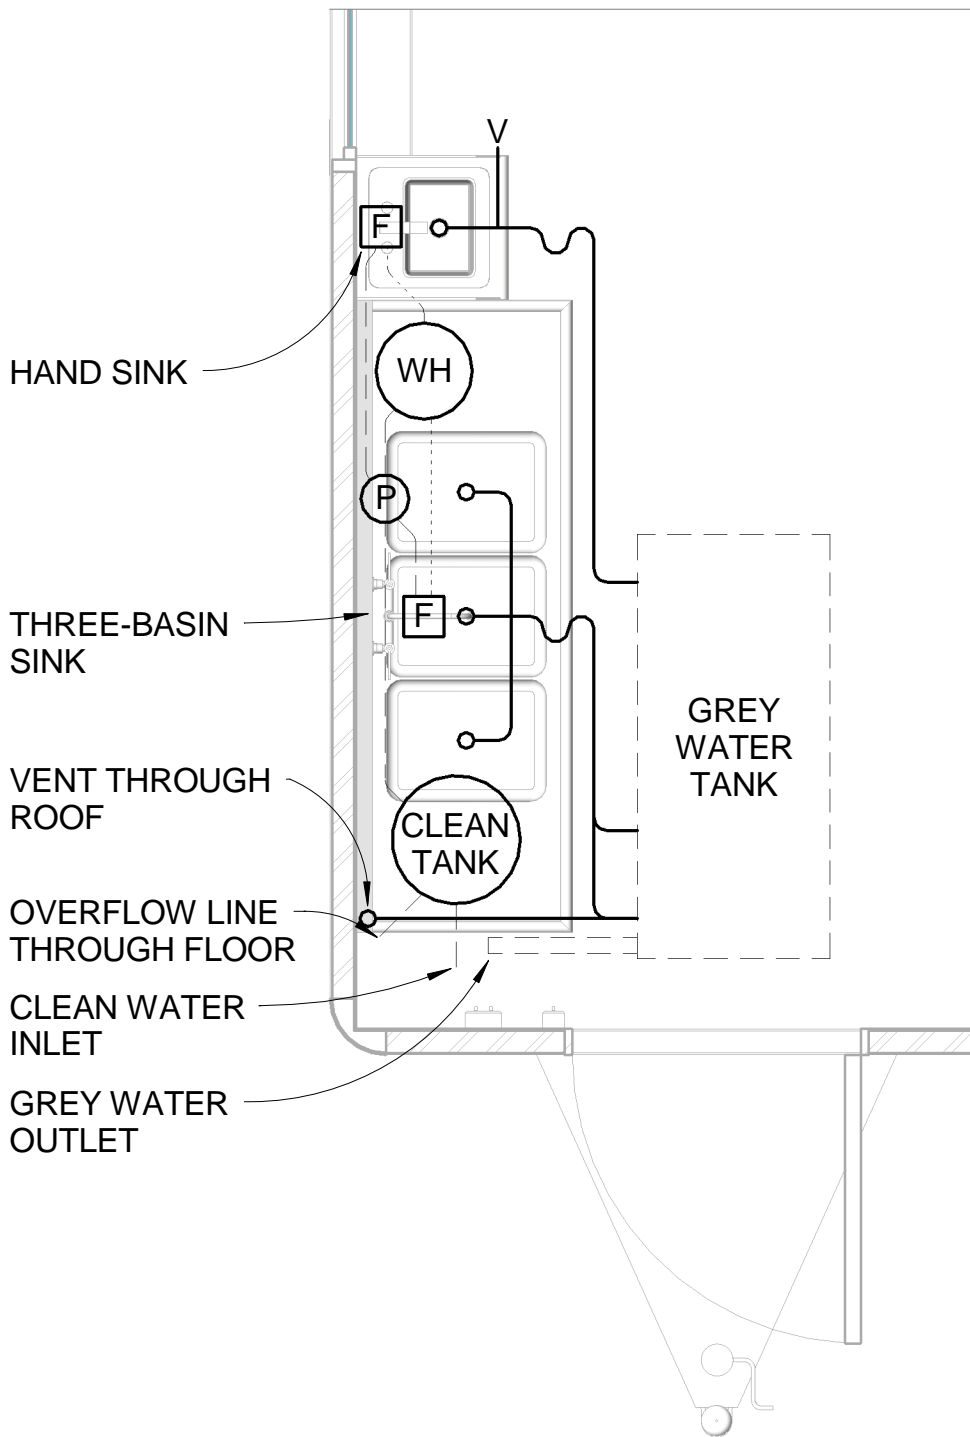 V
F
HAND SINK
WH
P
THREE-BASIN
SINK
F
GREY
WATER
TANK
VENT THROUGH
ROOF
CLEAN
TANK
OVERFLOW LINE
THROUGH FLOOR
CLEAN WATER
INLET
GREY WATER
OUTLET